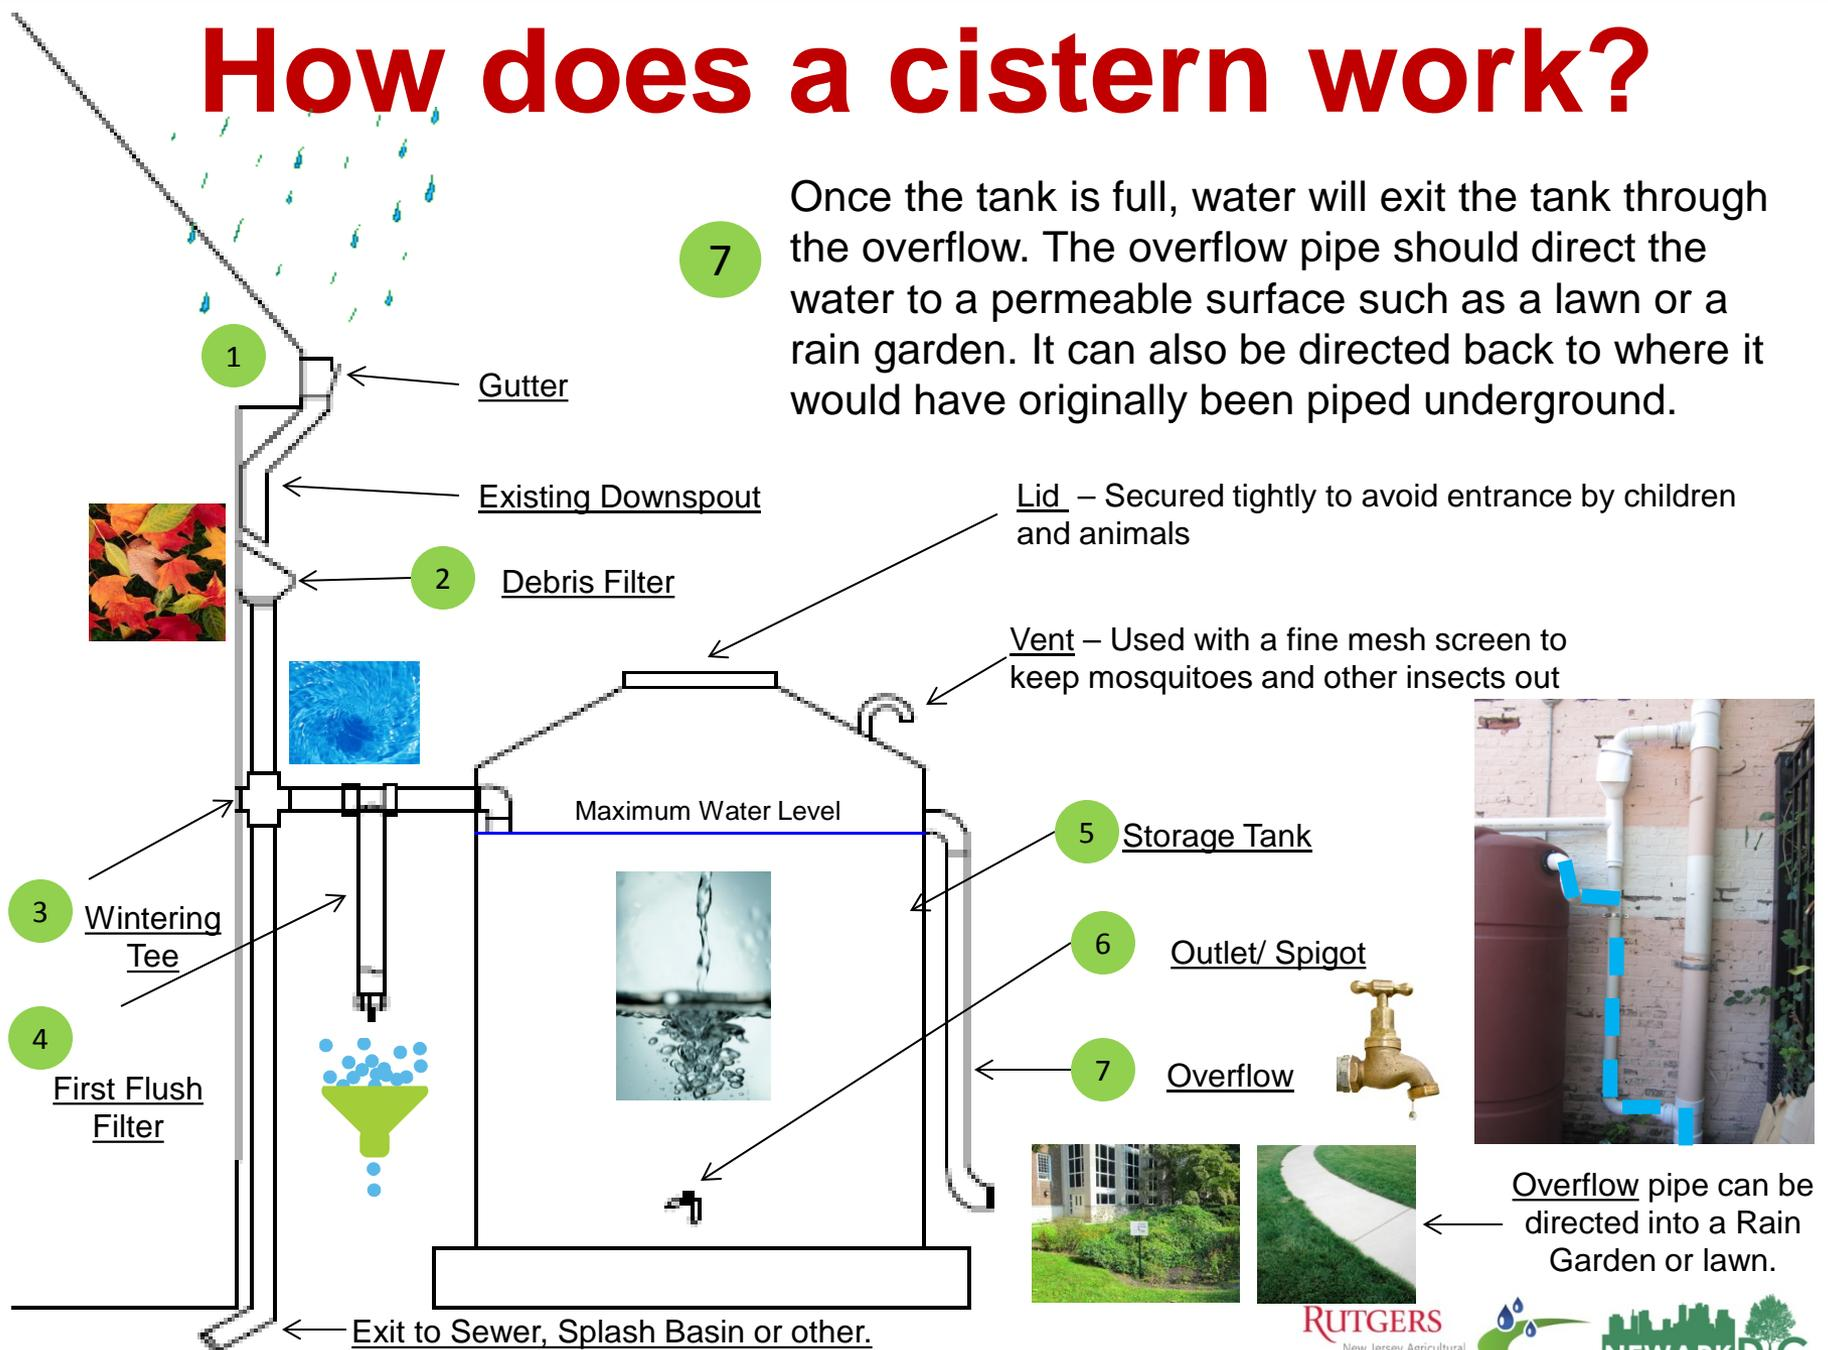 How does a cistern work?
7
Once the tank is full, water will exit the tank through
the overflow. The overflow pipe should direct the
water to a permeable surface such as a lawn or a
rain garden. It can also be directed back to where it
would have originally been piped underground.
1
Gutter
Existing Downspout
Lid – Secured tightly to avoid entrance by children
and animals
2
Debris Filter
Vent – Used with a fine mesh screen to
keep mosquitoes and other insects out
Maximum Water Level
5
Storage Tank
3
Wintering
Tee
6
Outlet/ Spigot
4
First Flush
Filter
7
Overflow
Overflow pipe can be
directed into a Rain
Garden or lawn.
Exit to Sewer, Splash Basin or other.
RUTGERS
New Jersey Agricultural
NEWARK DIG